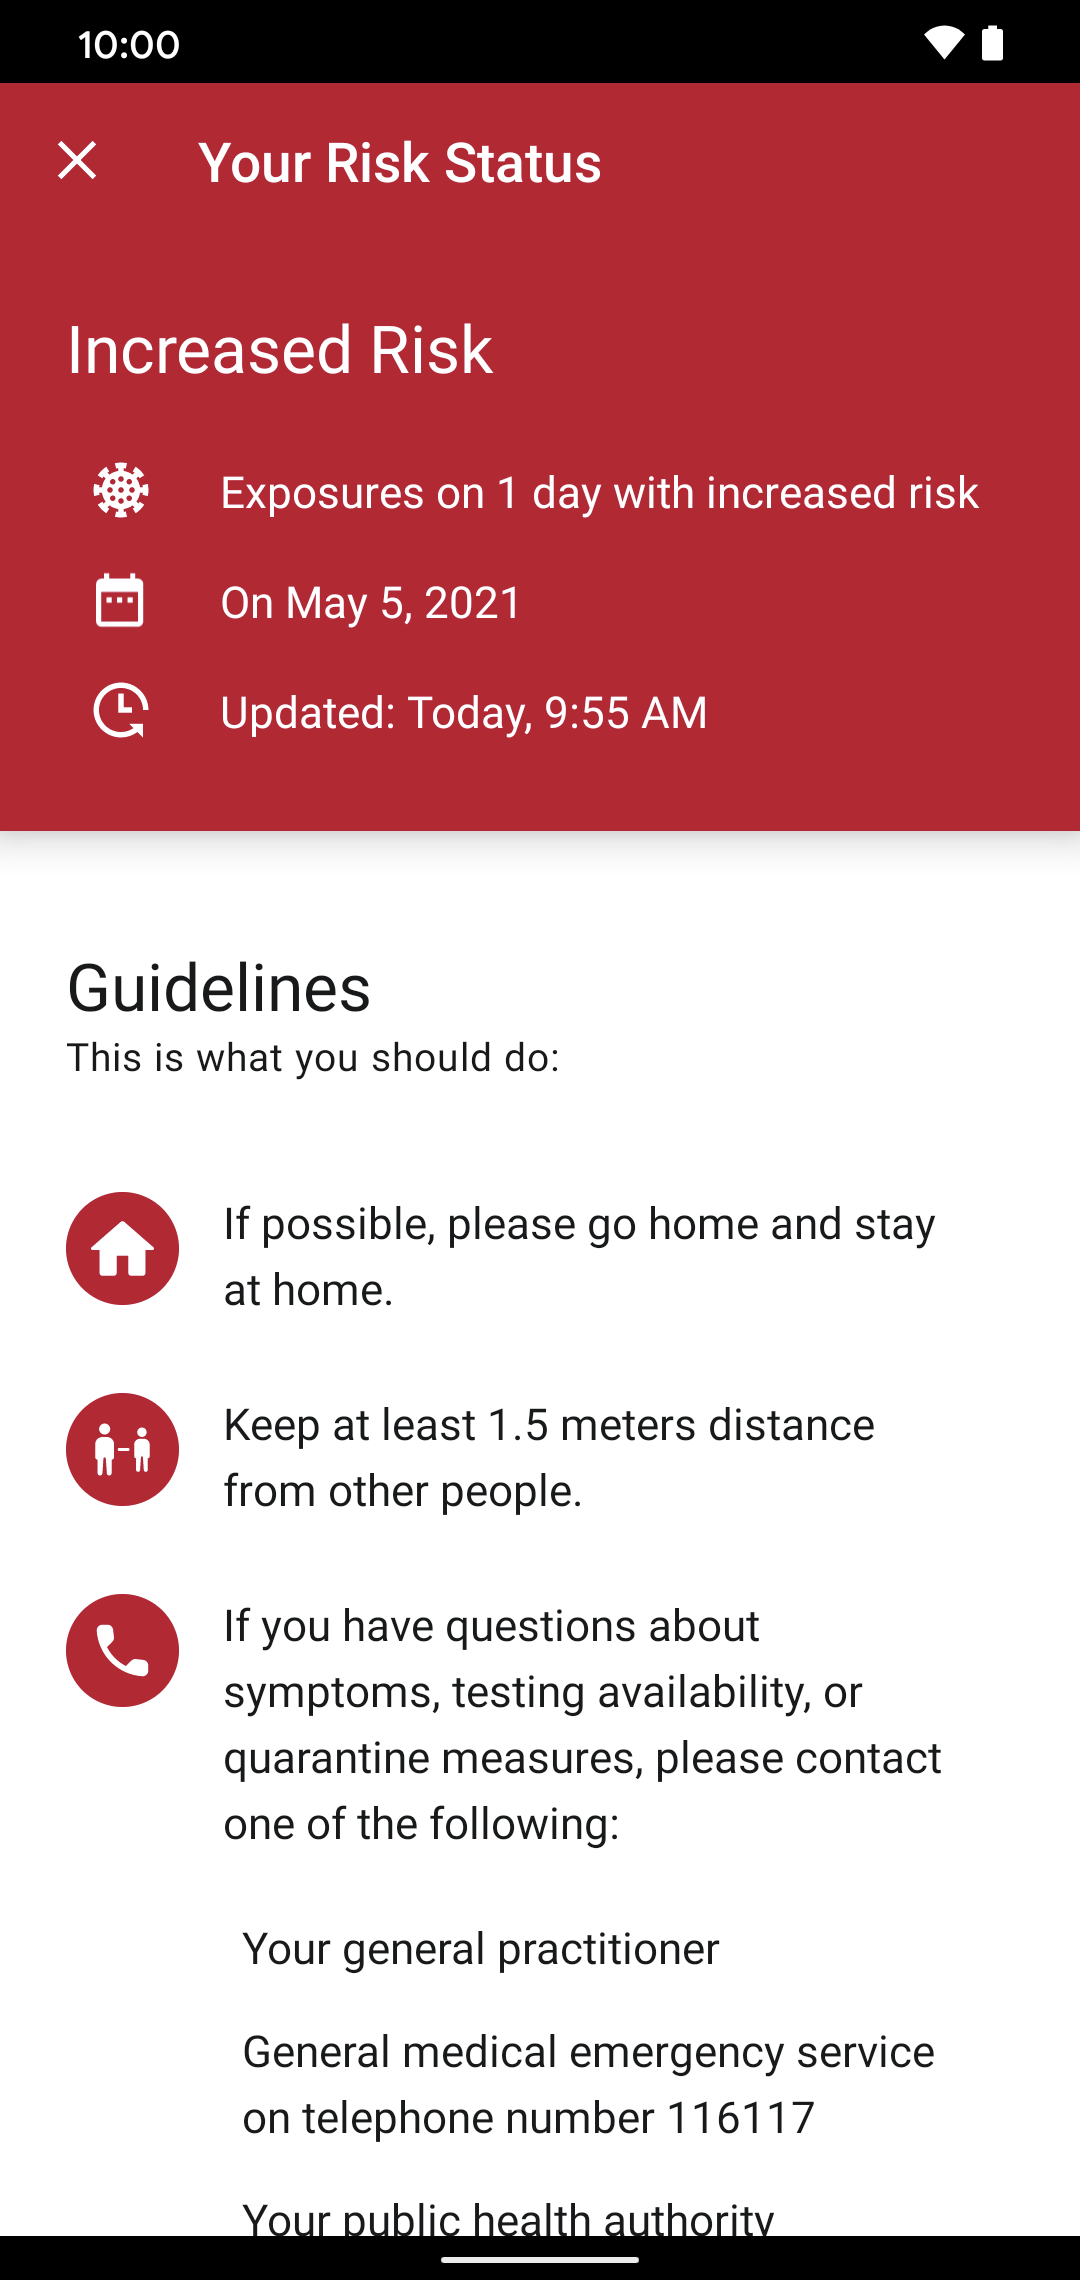 10:00
Your Risk Status
Increased Risk
Exposures on 1 day with increased risk
On May 5, 2021
Updated: Today, 9:55 AM
Guidelines
This is what you should do:
If possible, please go home and stay
at home.
Keep at least 1.5 meters distance
from other people.
If you have questions about
symptoms, testing availability, or
quarantine measures, please contact
one of the following:
Your general practitioner
General medical emergency service
on telephone number 116117
Your public health authority